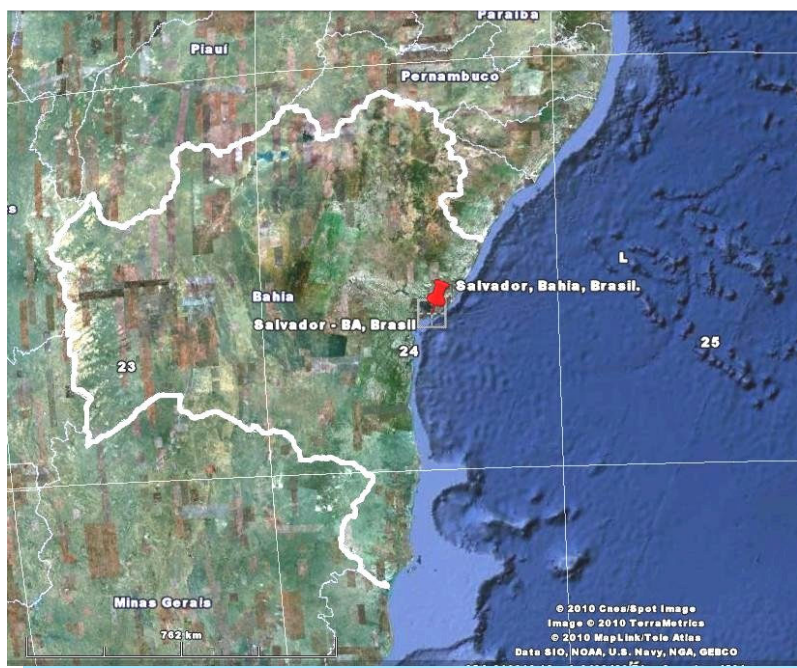 Paraíba
Piauí
Pernambuco
L
Salvador, Bahia, Brasil.
Bahia
Salvador - BA, Brasil
24
25
23
Minas Gerais
762 km
© 2010 Cnes/Spot Image
Image © 2010 TerraMetrics
© 2010 MapLink/Tele Atlas
Data SIO, NOAA, U.S. Navy, NGA, GEBCO